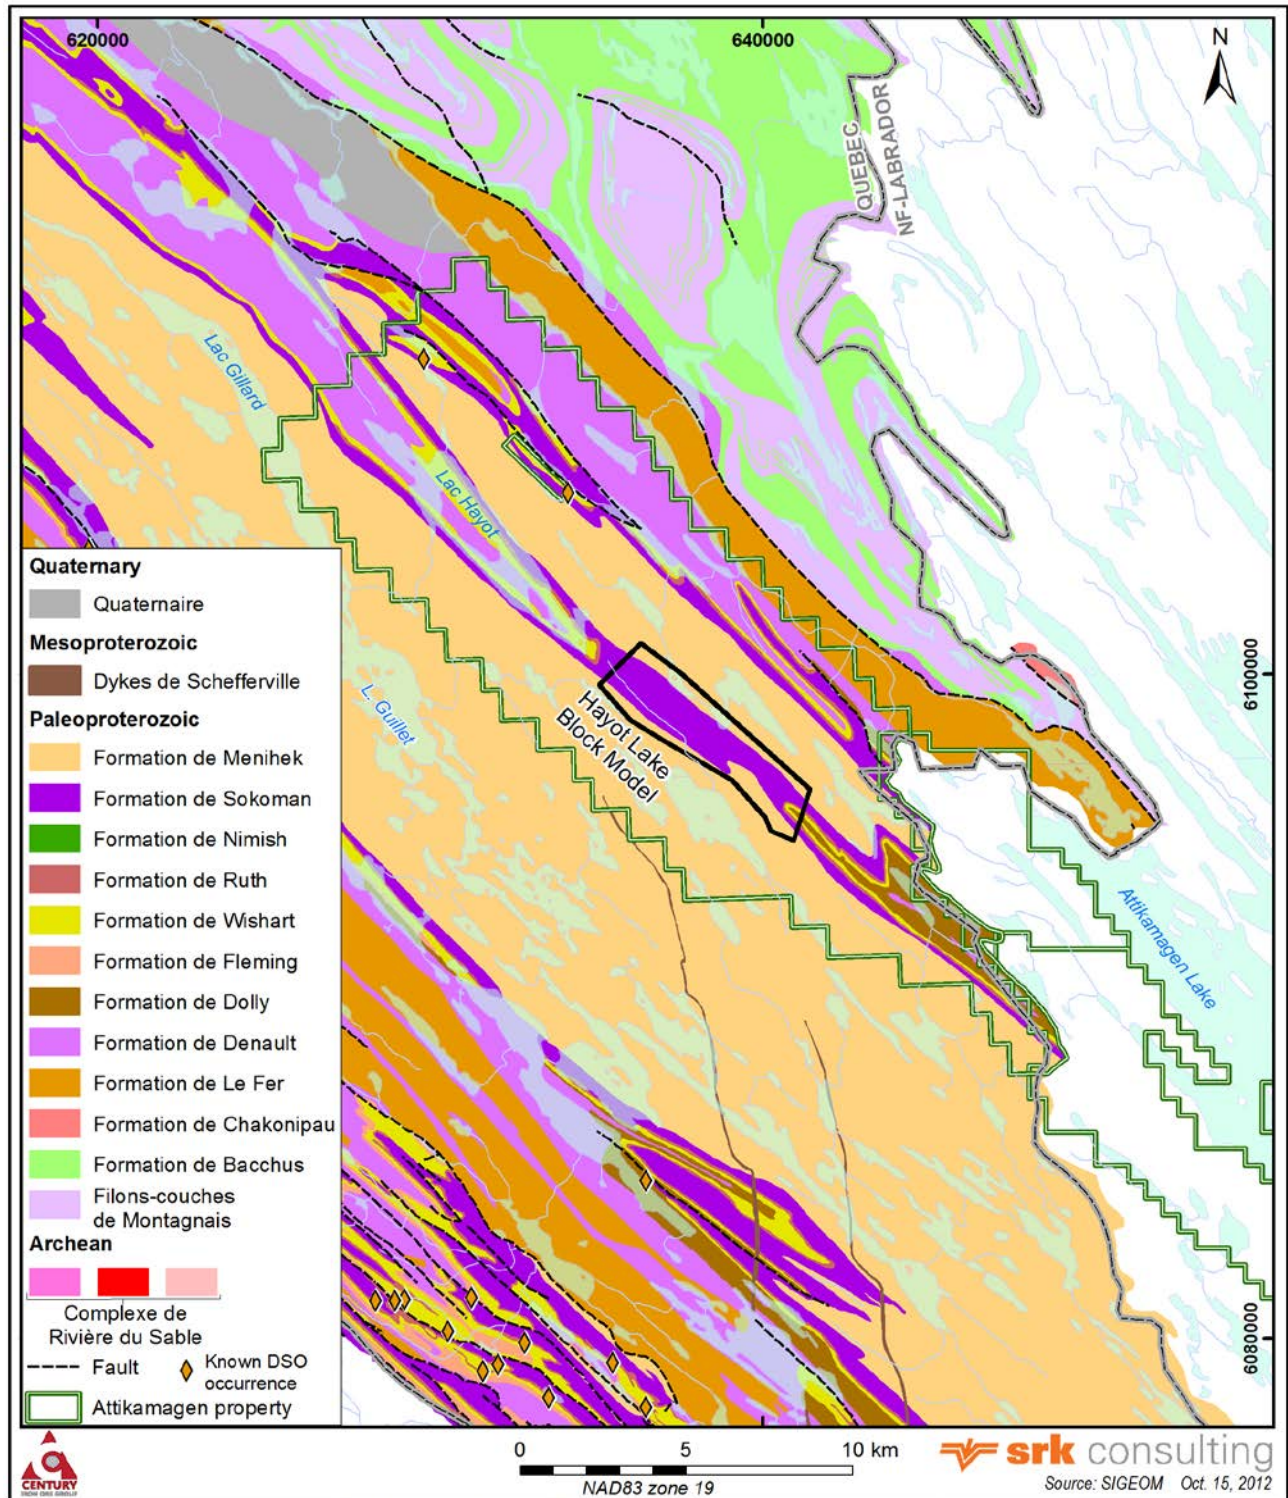 620000
640000
N
QUEBEC
NF-LABRADOR
Lac Gillard
Lac Hayot
L. Guillet
Hayot Lake
Block Model
6100000
Attikamagen Lake
6080000
Quaternary
Quaternaire
Mesoproterozoic
Dykes de Schefferville
Paleoproterozoic
Formation de Menihek
Formation de Sokoman
Formation de Nimish
Formation de Ruth
Formation de Wishart
Formation de Fleming
Formation de Dolly
Formation de Denault
Formation de Le Fer
Formation de Chakonipau
Formation de Bacchus
Filons-couches
de Montagnais
Archean
Complexe de
Rivière du Sable
Fault
Known DSO
occurrence
Attikamagen property
CENTURY
IRON ORE GROUP
0 5 10 km
NAD83 zone 19
srk consulting
Source: SIGEOM Oct. 15, 2012